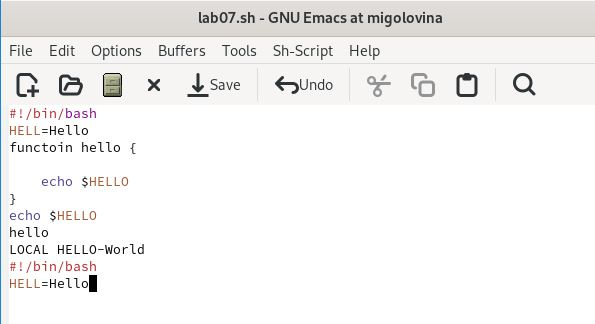 lab07.sh - GNU Emacs at migolovina
File Edit Options Buffers Tools Sh-Script Help
Save Undo
#!/bin/bash
HELL=Hello
functoin hello {
echo $HELLO
}
echo $HELLO
hello
LOCAL HELLO-World
#!/bin/bash
HELL=Hello